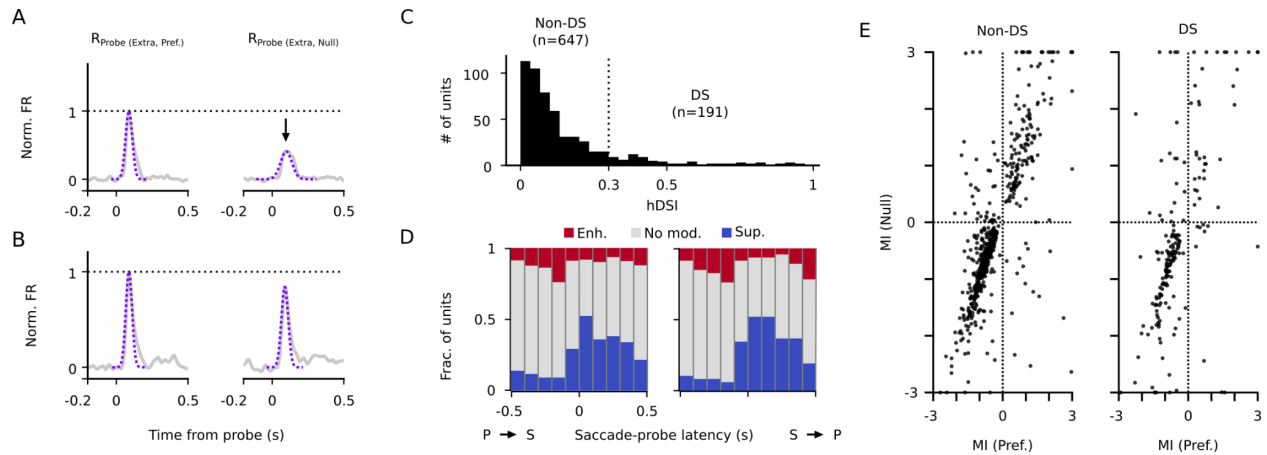 A
R Probe (Extra, Pref.)
R Probe (Extra, Null)
Norm. FR
1
0
-0.2
0
0.5
-0.2
0
0.5
B
Norm. FR
1
0
-0.2
0
0.5
-0.2
0
0.5
Time from probe (s)
C
Non-DS
(n=647)
DS
(n=191)
# of units
100
50
0
0
0.3
0.5
1
hDSI
D
Enh.
No mod.
Sup.
Frac. of units
1
0.5
0
-0.5
0
0.5
P → S
Saccade-probe latency (s)
S → P
E
Non-DS
DS
MI (Null)
3
0
-3
-3
0
3
-3
0
3
MI (Pref.)
MI (Pref.)